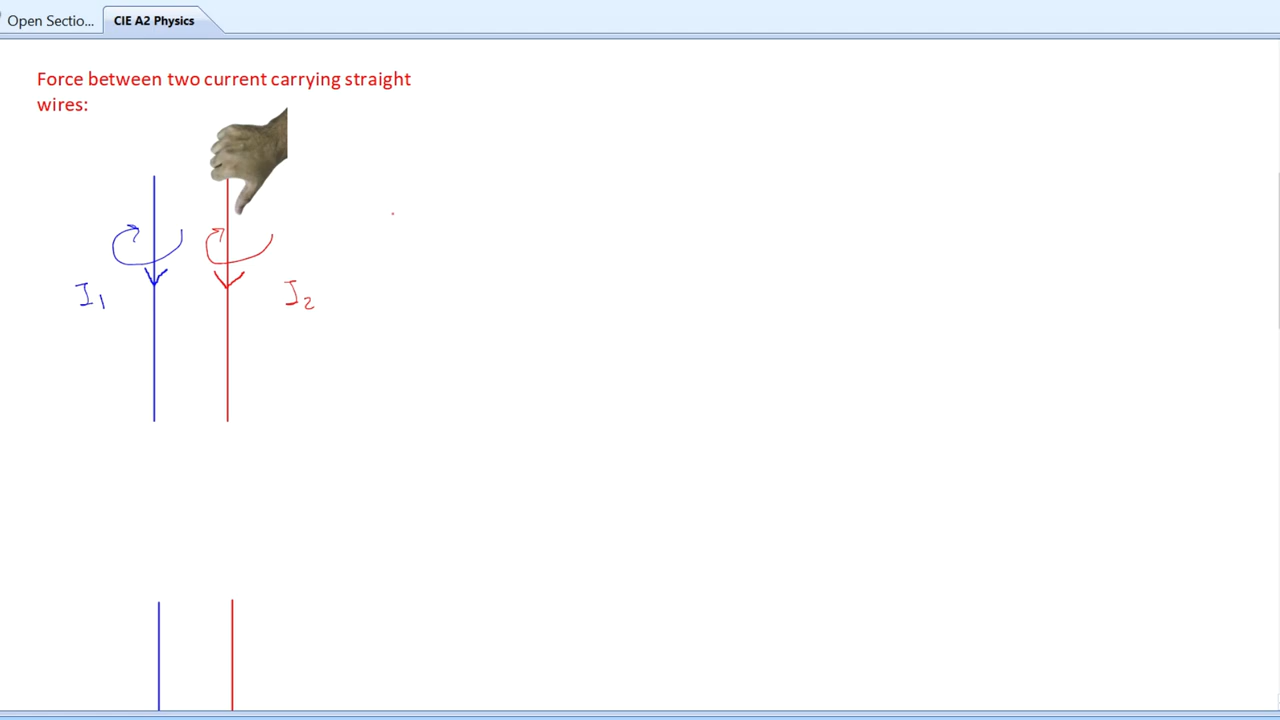 Open Sectio...
CIE A2 Physics
Force between two current carrying straight
wires:
I1
I2